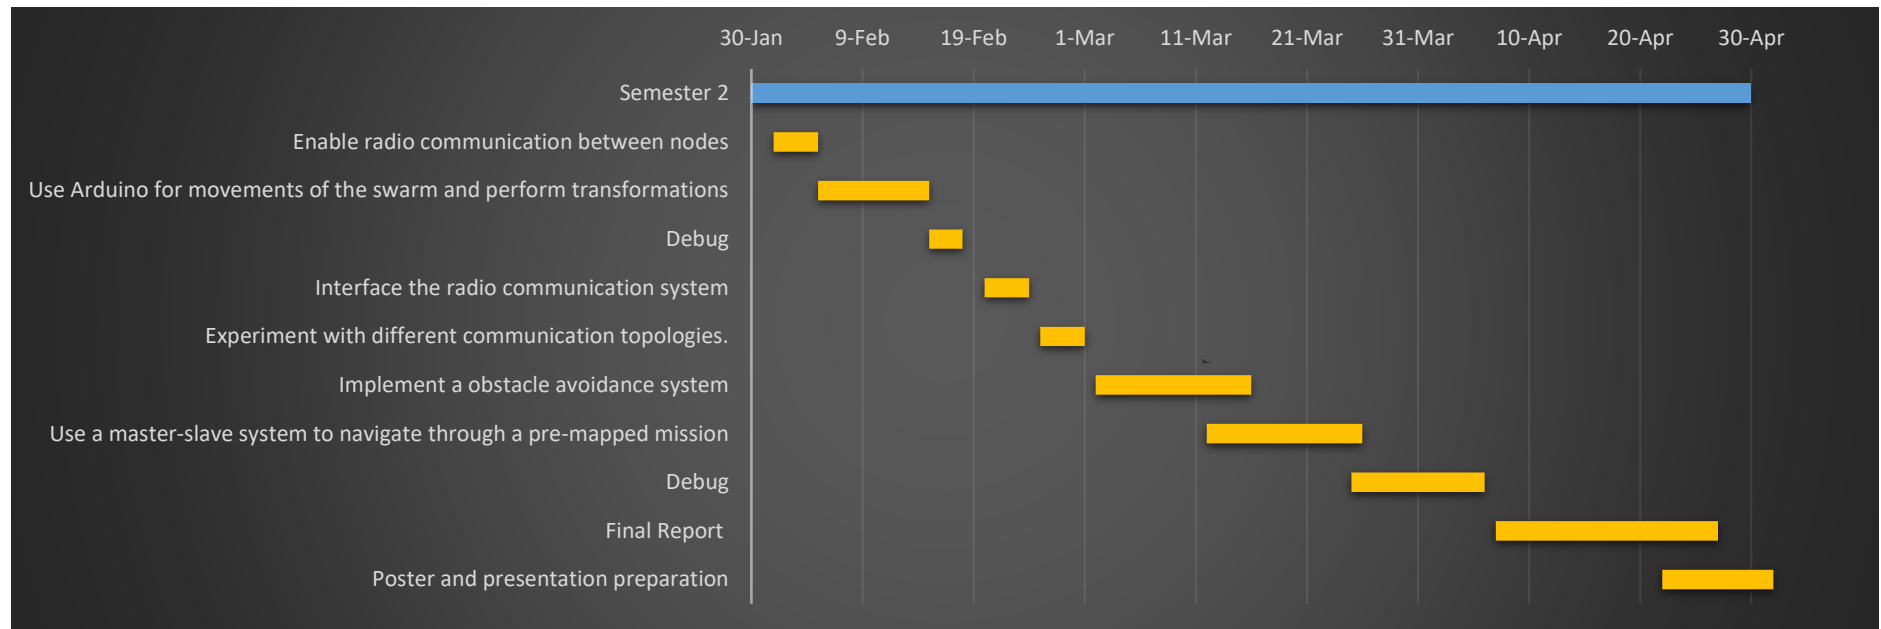 30-Jan 9-Feb 19-Feb 1-Mar 11-Mar 21-Mar 31-Mar 10-Apr 20-Apr 30-Apr
Semester 2
Enable radio communication between nodes
Use Arduino for movements of the swarm and perform transformations
Debug
Interface the radio communication system
Experiment with different communication topologies.
Implement a obstacle avoidance system
Use a master-slave system to navigate through a pre-mapped mission
Debug
Final Report
Poster and presentation preparation